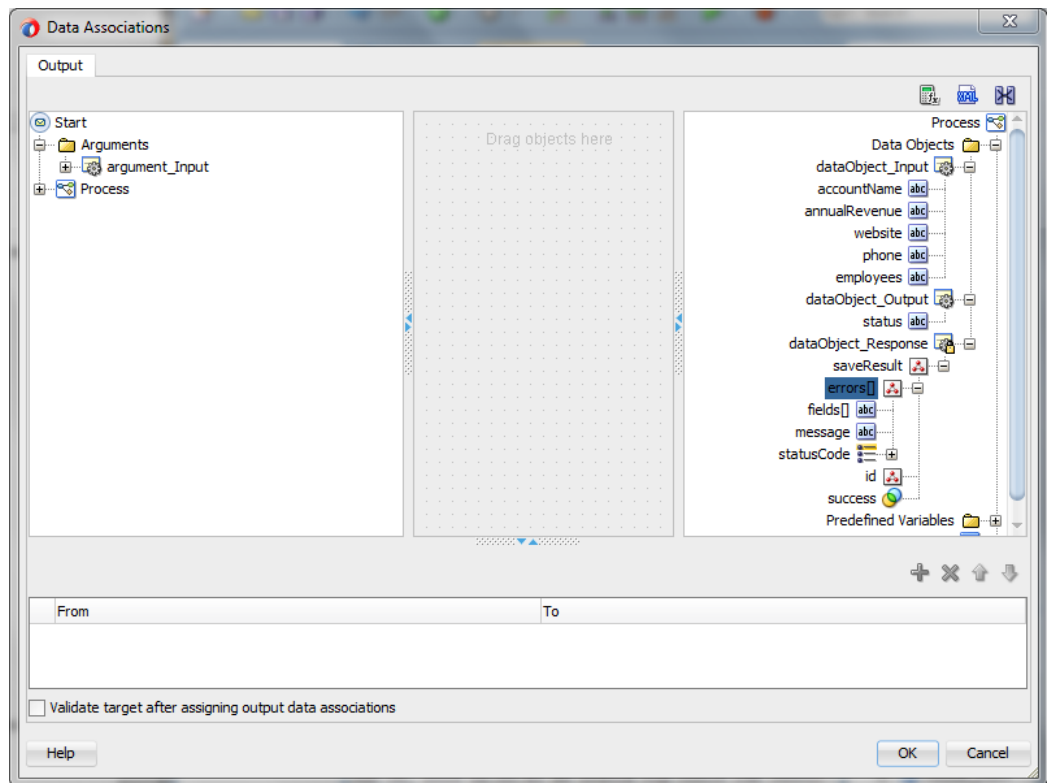 Data Associations
Output
Start
Arguments
argument_Input
Process
Drag objects here
Process
Data Objects
dataObject_Input
accountName
annualRevenue
website
phone
employees
dataObject_Output
status
dataObject_Response
saveResult
errors[]
fields[]
message
statusCode
id
success
Predefined Variables
From To
Validate target after assigning output data associations
Help OK Cancel